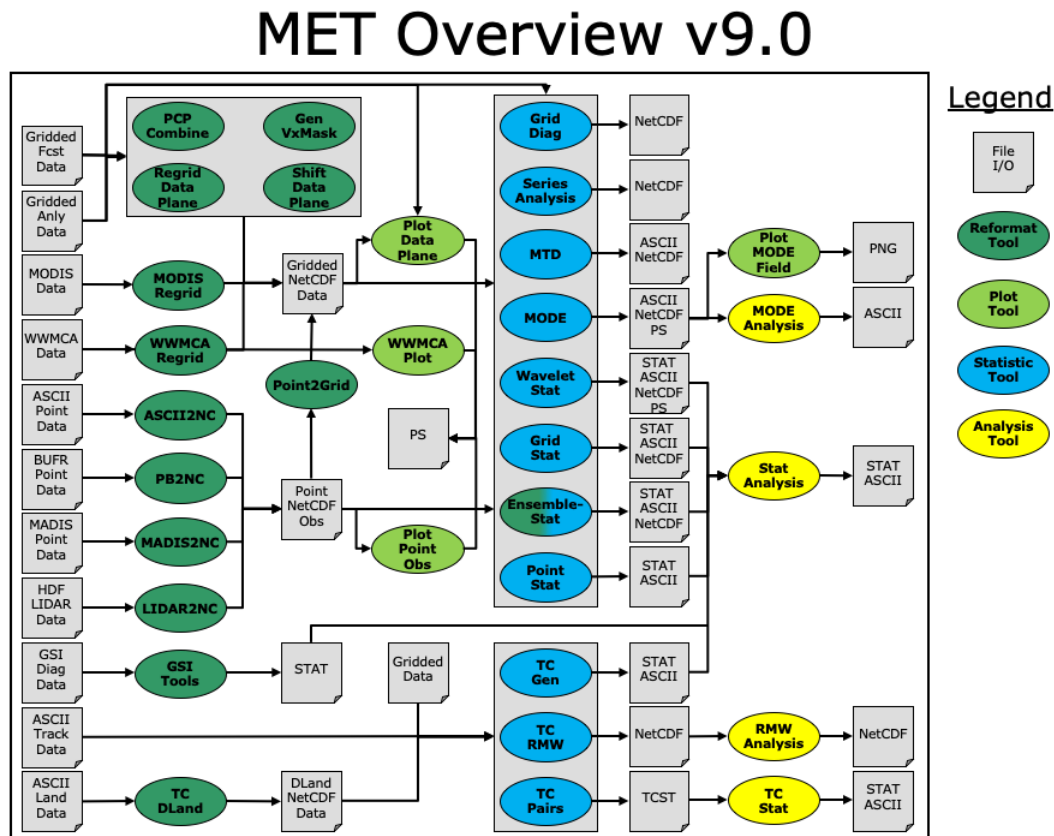 MET Overview v9.0
Legend
File
I/O
Reformat
Tool
Plot
Tool
Statistic
Tool
Analysis
Tool
Gridded
Fcst
Data
PCP
Combine
Gen
VxMask
Regrid
Data
Plane
Shift
Data
Plane
Grid
Diag
NetCDF
Gridded
Anly
Data
Series
Analysis
NetCDF
MODIS
Data
MODIS
Regrid
Gridded
NetCDF
Data
Plot
Data
Plane
MTD
ASCII
NetCDF
Plot
MODE
Field
PNG
WWMCA
Data
WWMCA
Regrid
WWMCA
Plot
MODE
ASCII
NetCDF
PS
MODE
Analysis
ASCII
Point2Grid
ASCII
Point
Data
ASCII2NC
PS
Wavelet
Stat
STAT
ASCII
NetCDF
PS
BUFR
Point
Data
PB2NC
Point
NetCDF
Obs
Grid
Stat
STAT
ASCII
NetCDF
Stat
Analysis
STAT
ASCII
MADIS
Point
Data
MADIS2NC
Plot
Point
Obs
Ensemble-
Stat
STAT
ASCII
NetCDF
HDF
LIDAR
Data
LIDAR2NC
Point
Stat
STAT
ASCII
GSI
Diag
Data
GSI
Tools
STAT
Gridded
Data
TC
Gen
STAT
ASCII
ASCII
Track
Data
TC
RMW
NetCDF
RMW
Analysis
NetCDF
ASCII
Land
Data
TC
DLand
DLand
NetCDF
Data
TC
Pairs
TCST
TC
Stat
STAT
ASCII